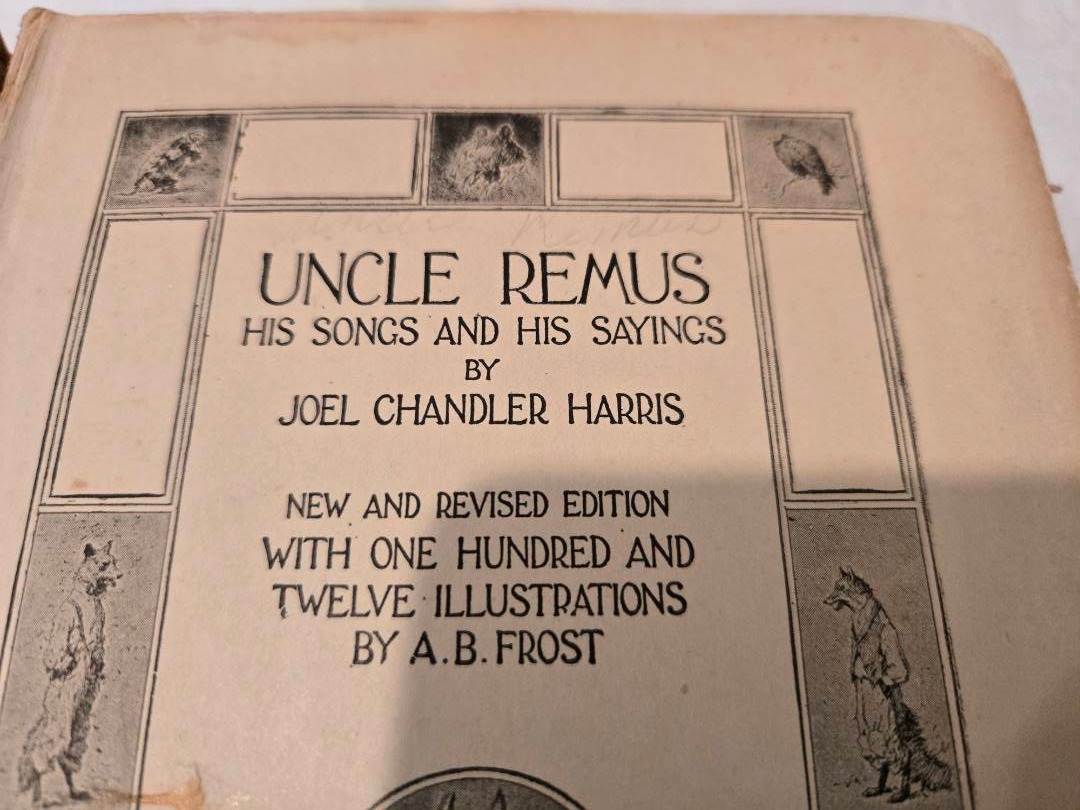 UNCLE REMUS
HIS SONGS AND HIS SAYINGS
BY
JOEL CHANDLER HARRIS
NEW AND REVISED EDITION
WITH ONE HUNDRED AND
TWELVE ILLUSTRATIONS
BY A.B. FROST